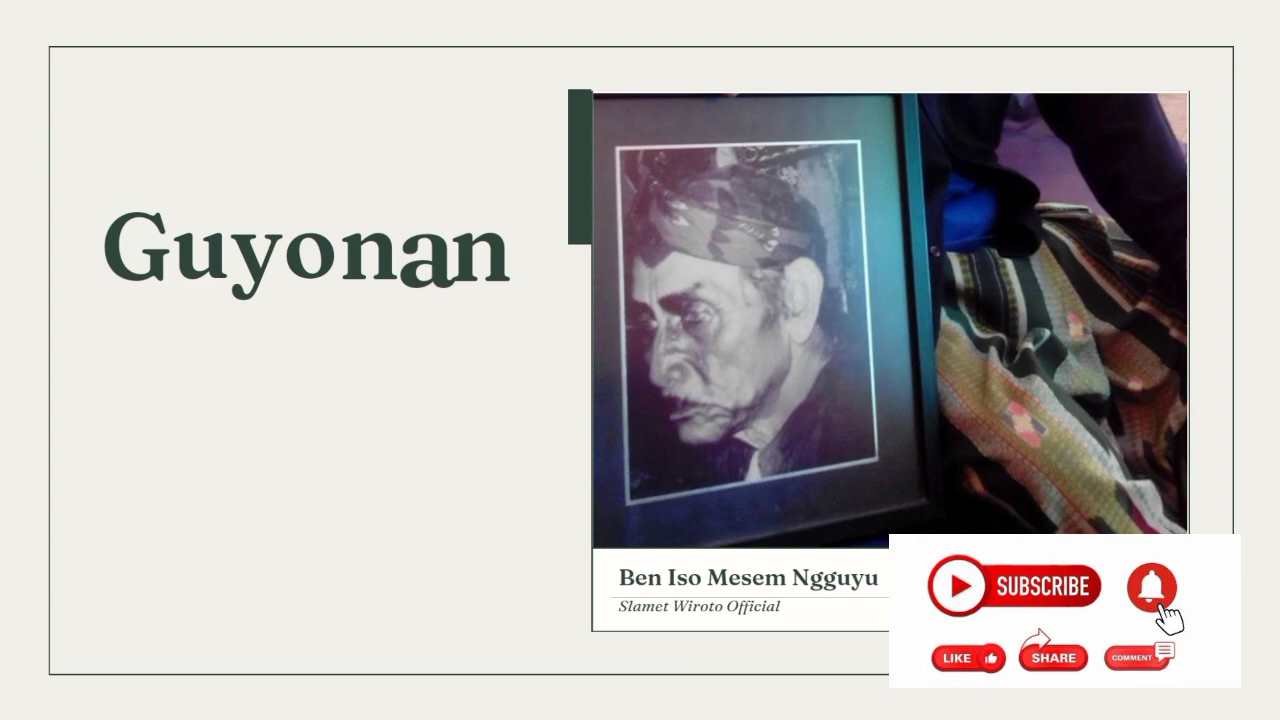 Guyonan
Ben Iso Mesem Ngguyu
Slamet Wiroto Official
SUBSCRIBE
LIKE
SHARE
COMMENT